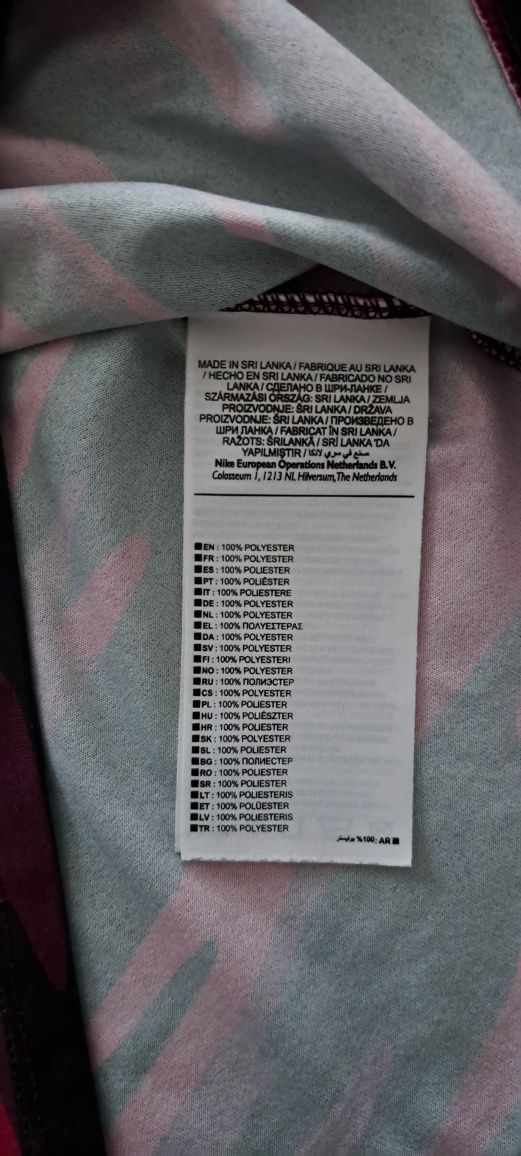 MADE IN SRI LANKA / FABRIQUE AU SRI LANKA
/ HECHO EN SRI LANKA / FABRICADO NO SRI
LANKA / СДЕЛАНО В ШРИ-ЛАНКЕ /
SZÁRMAZÁSI ORSZÁG: SRI LANKA / ZEMLJA
PROIZVODNJE: ŠRI LANKA / DRŽAVA
PROIZVODNJE: ŠRI LANKA / ПРОИЗВЕДЕНО В
ШРИ ЛАНКА / FABRICAT ÎN SRI LANKA /
RAŽOTS: ŠRILANKĀ / SRİ LANKA 'DA
YAPILMIŞTIR / صنع في سري لانكا
Nike European Operations Netherlands B.V.
Colosseum 1, 1213 NL Hilversum, The Netherlands
EN : 100% POLYESTER
FR : 100% POLYESTER
ES : 100% POLIÉSTER
PT : 100% POLIÉSTER
IT : 100% POLIESTERE
DE : 100% POLYESTER
NL : 100% POLYESTER
EL : 100% ΠΟΛΥΕΣΤΕΡΑΣ
DA : 100% POLYESTER
SV : 100% POLYESTER
FI : 100% POLYESTERI
NO : 100% POLYESTER
RU : 100% ПОЛИЭСТЕР
CS : 100% POLYESTER
PL : 100% POLIESTER
HU : 100% POLIÉSZTER
HR : 100% POLIESTER
SK : 100% POLYESTER
SL : 100% POLIESTER
BG : 100% ПОЛИЕСТЕР
RO : 100% POLIESTER
SR : 100% POLIESTER
LT : 100% POLIESTERIS
ET : 100% POLÜESTER
LV : 100% POLIESTERIS
TR : 100% POLYESTER
AR : 100% بوليستر